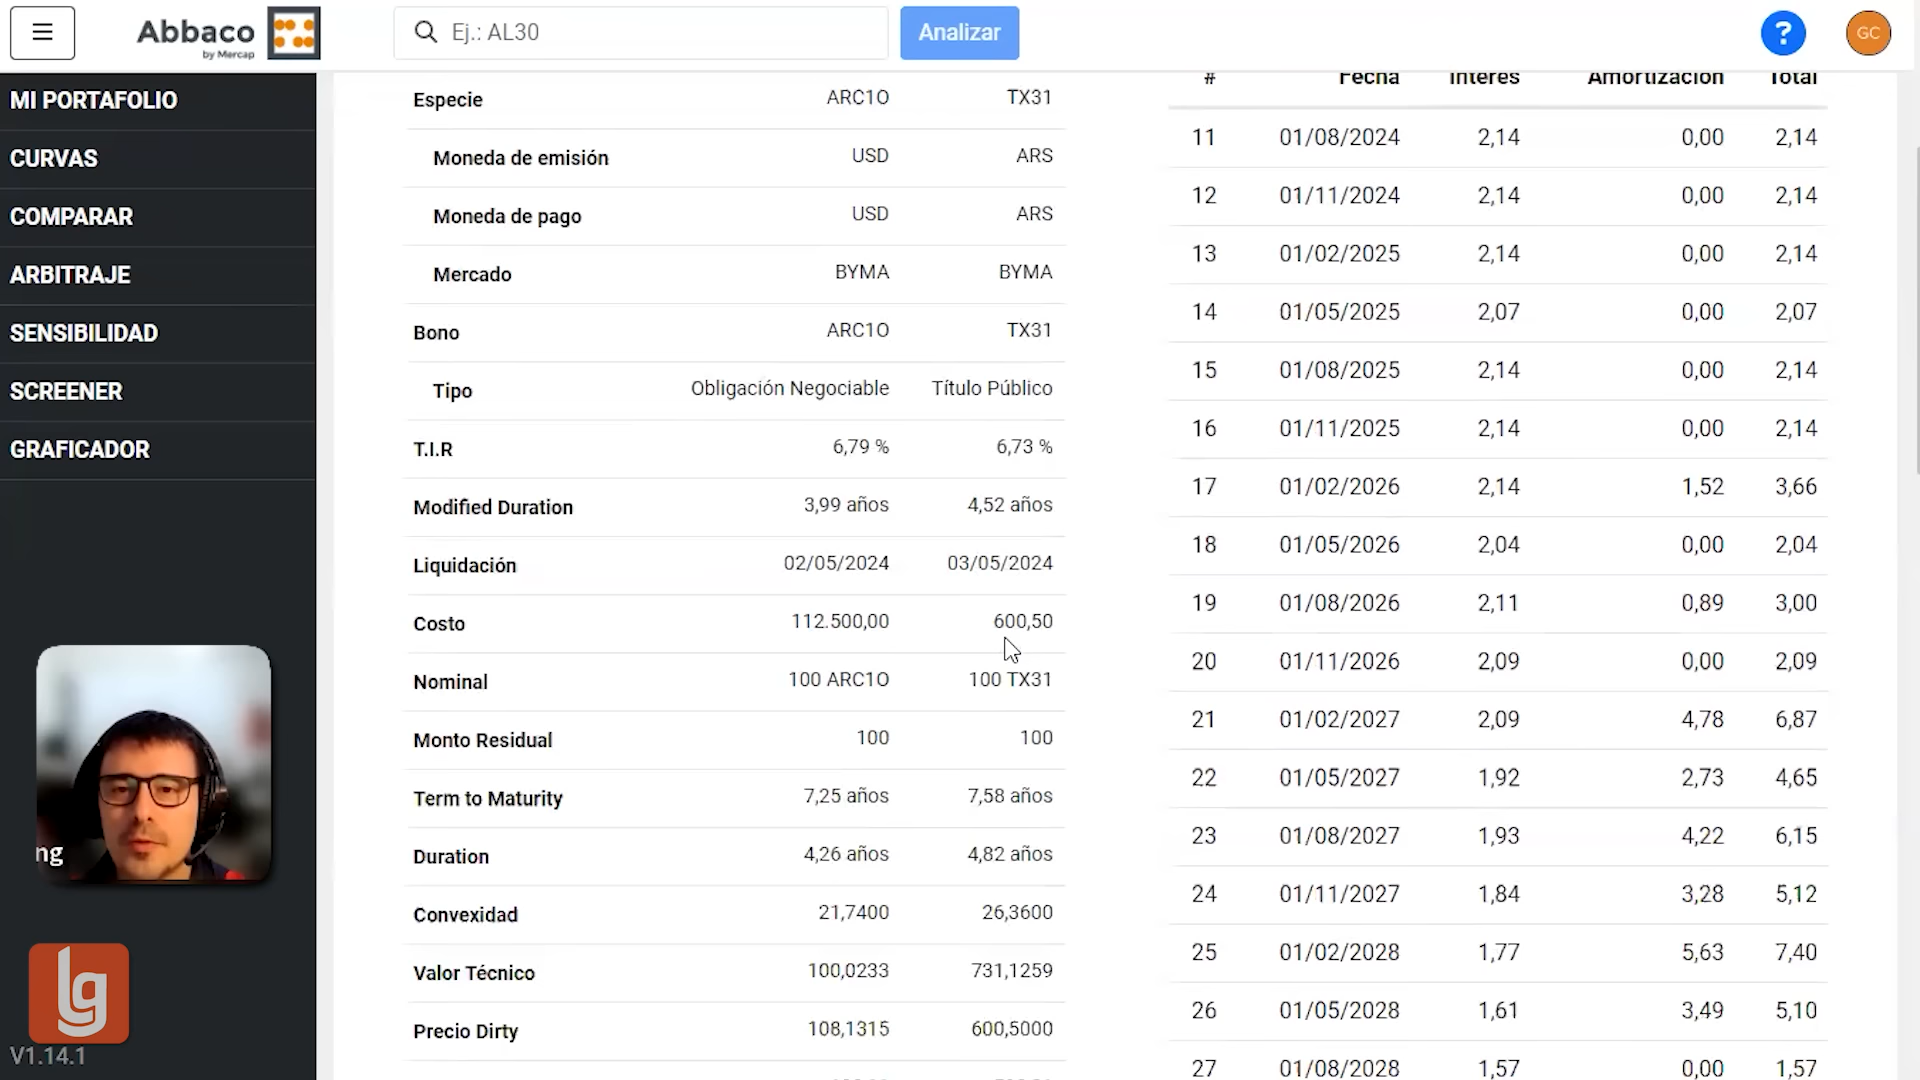 Abbaco
by Mercap
Ej.: AL30
Analizar
?
GC
MI PORTAFOLIO
CURVAS
COMPARAR
ARBITRAJE
SENSIBILIDAD
SCREENER
GRAFICADOR
ng
lg
V1.14.1
Especie ARC1O TX31
Moneda de emisión USD ARS
Moneda de pago USD ARS
Mercado BYMA BYMA
Bono ARC1O TX31
Tipo Obligación Negociable Título Público
T.I.R 6,79 % 6,73 %
Modified Duration 3,99 años 4,52 años
Liquidación 02/05/2024 03/05/2024
Costo 112.500,00 600,50
Nominal 100 ARC1O 100 TX31
Monto Residual 100 100
Term to Maturity 7,25 años 7,58 años
Duration 4,26 años 4,82 años
Convexidad 21,7400 26,3600
Valor Técnico 100,0233 731,1259
Precio Dirty 108,1315 600,5000
# Fecha Interés Amortización Total
11 01/08/2024 2,14 0,00 2,14
12 01/11/2024 2,14 0,00 2,14
13 01/02/2025 2,14 0,00 2,14
14 01/05/2025 2,07 0,00 2,07
15 01/08/2025 2,14 0,00 2,14
16 01/11/2025 2,14 0,00 2,14
17 01/02/2026 2,14 1,52 3,66
18 01/05/2026 2,04 0,00 2,04
19 01/08/2026 2,11 0,89 3,00
20 01/11/2026 2,09 0,00 2,09
21 01/02/2027 2,09 4,78 6,87
22 01/05/2027 1,92 2,73 4,65
23 01/08/2027 1,93 4,22 6,15
24 01/11/2027 1,84 3,28 5,12
25 01/02/2028 1,77 5,63 7,40
26 01/05/2028 1,61 3,49 5,10
27 01/08/2028 1,57 0,00 1,57